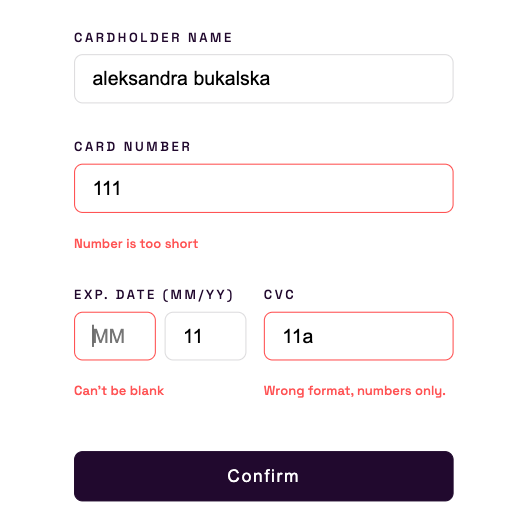 CARDHOLDER NAME
aleksandra bukalska
CARD NUMBER
111
Number is too short
EXP. DATE (MM/YY) CVC
MM 11 11a
Can't be blank Wrong format, numbers only.
Confirm